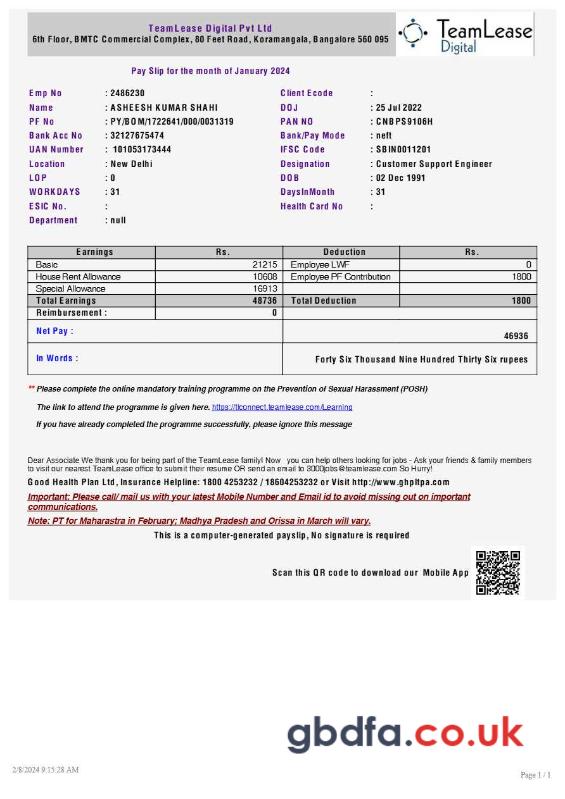 TeamLease Digital Pvt Ltd
6th Floor, BMTC Commercial Complex, 80 Feet Road, Koramangala, Bangalore 560 095
TeamLease
Digital
Pay Slip for the month of January 2024
Emp No : 2486230 Client Ecode :
Name : ASHEESH KUMAR SHAHI DOJ : 25 Jul 2022
PF No : PY/BOM/1722641/000/0031319 PAN NO : CNBPS9106H
Bank Acc No : 32127675474 Bank/Pay Mode : neft
UAN Number : 101053173444 IFSC Code : SBIN0011201
Location : New Delhi Designation : Customer Support Engineer
LOP : 0 DOB : 02 Dec 1991
WORKDAYS : 31 DaysInMonth : 31
ESIC No. : Health Card No :
Department : null
Earnings Rs. Deduction Rs.
Basic 21215 Employee LWF 0
House Rent Allowance 10608 Employee PF Contribution 1800
Special Allowance 16913
Total Earnings 48736 Total Deduction 1800
Reimbursement : 0
Net Pay : 46936
In Words : Forty Six Thousand Nine Hundred Thirty Six rupees
** Please complete the online mandatory training programme on the Prevention of Sexual Harassment (POSH)
The link to attend the programme is given here. https://tlconnect.teamlease.com/Learning
If you have already completed the programme successfully, please ignore this message
Dear Associate We thank you for being part of the TeamLease family! Now you can help others looking for jobs - Ask your friends & family members
to visit our nearest TeamLease office to submit their resume OR send an email to 3000jobs@teamlease.com So Hurry!
Good Health Plan Ltd, Insurance Helpline: 1800 4253232 / 18604253232 or Visit http://www.ghpltpa.com
Important: Please call/ mail us with your latest Mobile Number and Email id to avoid missing out on important
communications.
Note: PT for Maharastra in February; Madhya Pradesh and Orissa in March will vary.
This is a computer-generated payslip, No signature is required
Scan this QR code to download our Mobile App
gbdfa.co.uk
2/8/2024 9:15:28 AM
Page 1 / 1